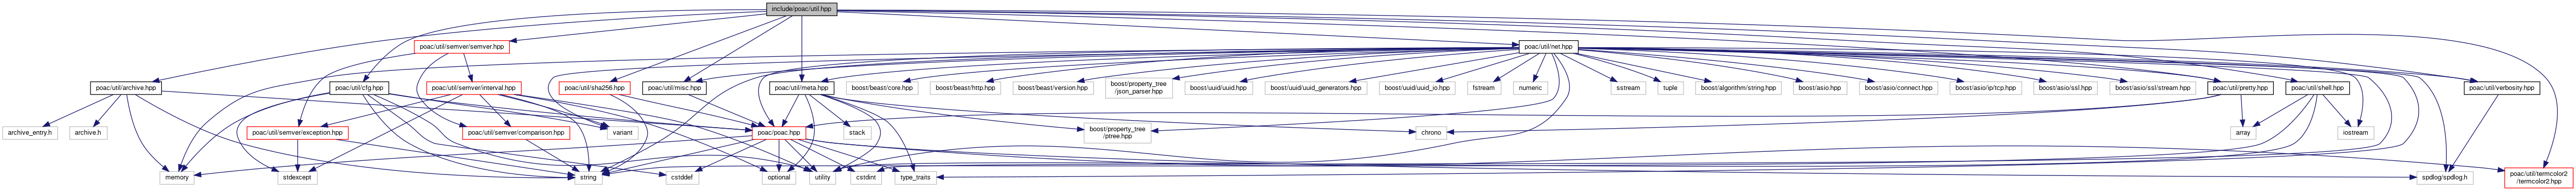 include/poac/util.hpp
poac/util/semver/semver.hpp
poac/util/net.hpp
poac/util/archive.hpp
poac/util/cfg.hpp
poac/util/semver/interval.hpp
poac/util/sha256.hpp
poac/util/misc.hpp
poac/util/meta.hpp
boost/beast/core.hpp
boost/beast/http.hpp
boost/beast/version.hpp
boost/property_tree
/json_parser.hpp
boost/uuid/uuid.hpp
boost/uuid/uuid_generators.hpp
boost/uuid/uuid_io.hpp
fstream
numeric
sstream
tuple
boost/algorithm/string.hpp
boost/asio.hpp
boost/asio/connect.hpp
boost/asio/ip/tcp.hpp
boost/asio/ssl.hpp
boost/asio/ssl/stream.hpp
poac/util/pretty.hpp
poac/util/shell.hpp
poac/util/verbosity.hpp
archive_entry.h
archive.h
poac/util/semver/exception.hpp
poac/util/semver/comparison.hpp
variant
poac/poac.hpp
stack
boost/property_tree
/ptree.hpp
chrono
array
iostream
memory
stdexcept
string
cstddef
optional
utility
cstdint
type_traits
spdlog/spdlog.h
poac/util/termcolor2
/termcolor2.hpp